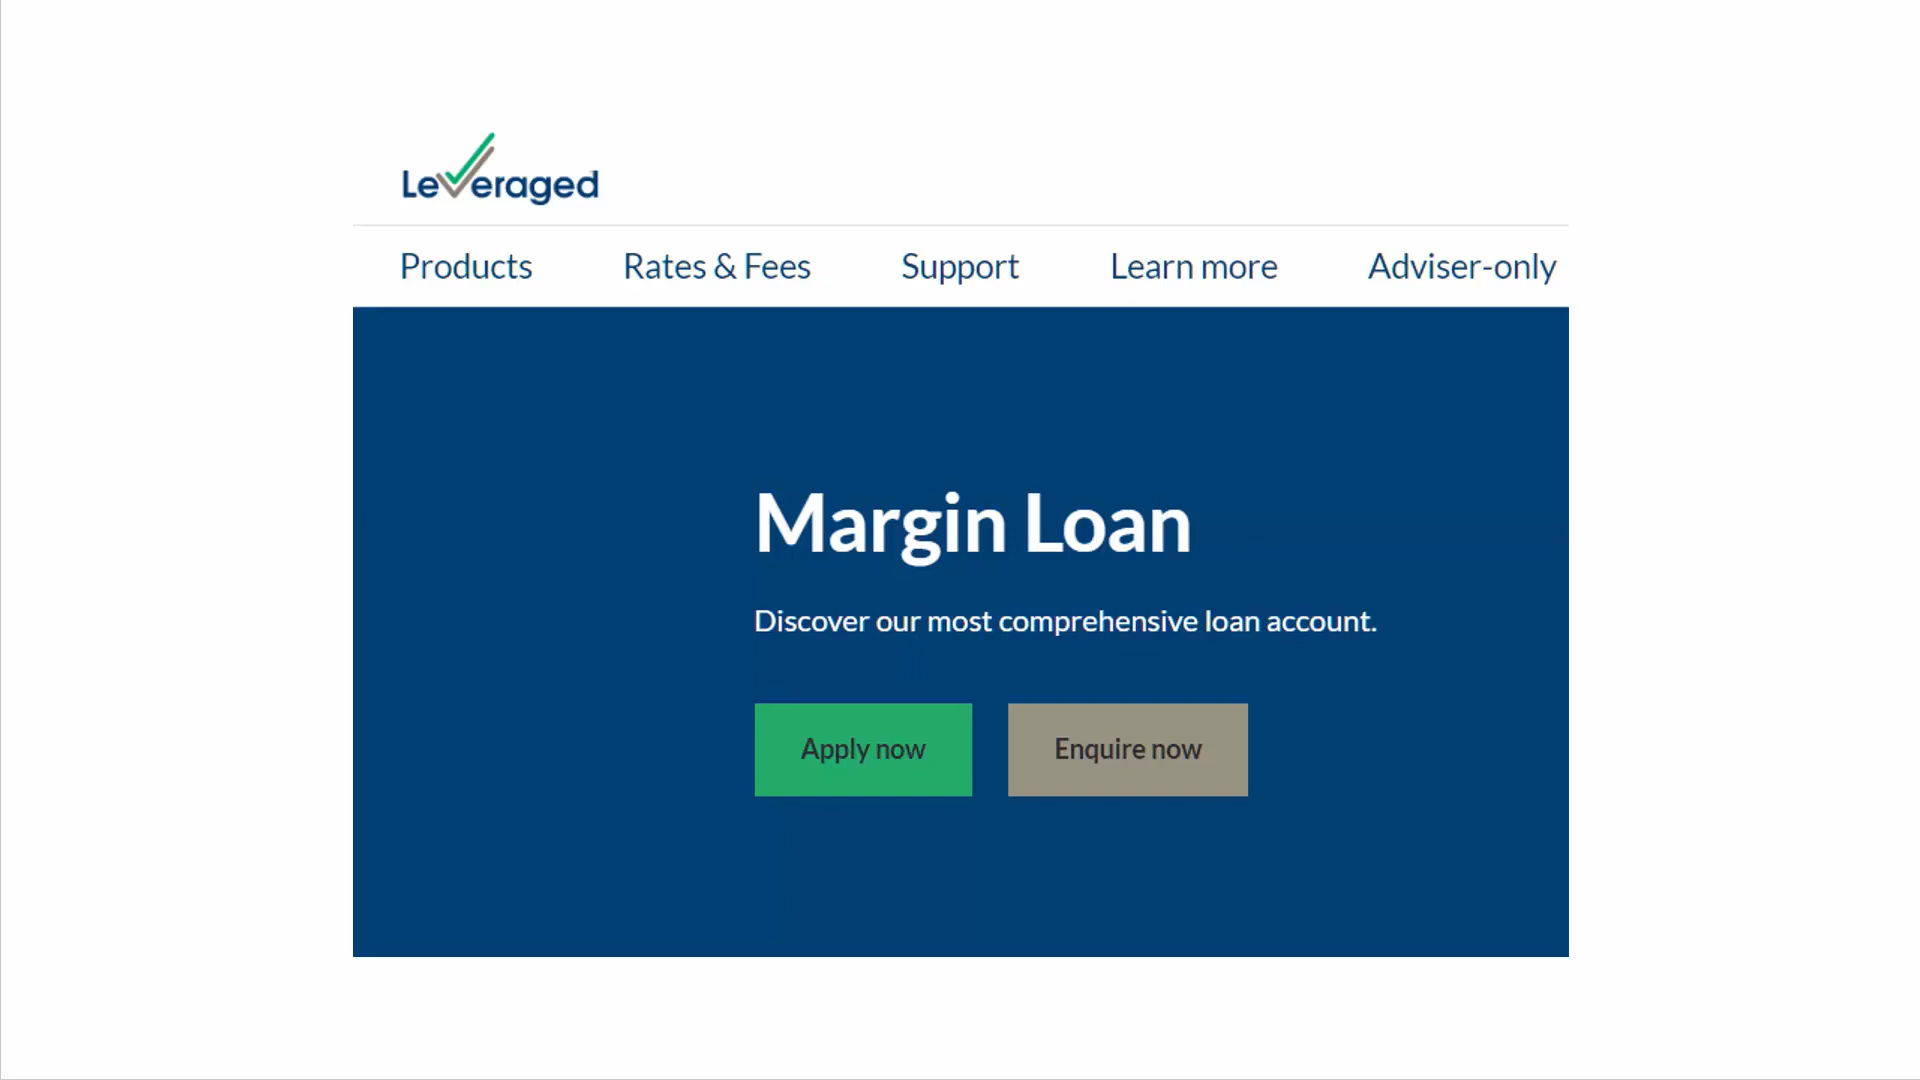 Leveraged
Products Rates & Fees Support Learn more Adviser-only
Margin Loan
Discover our most comprehensive loan account.
Apply now Enquire now